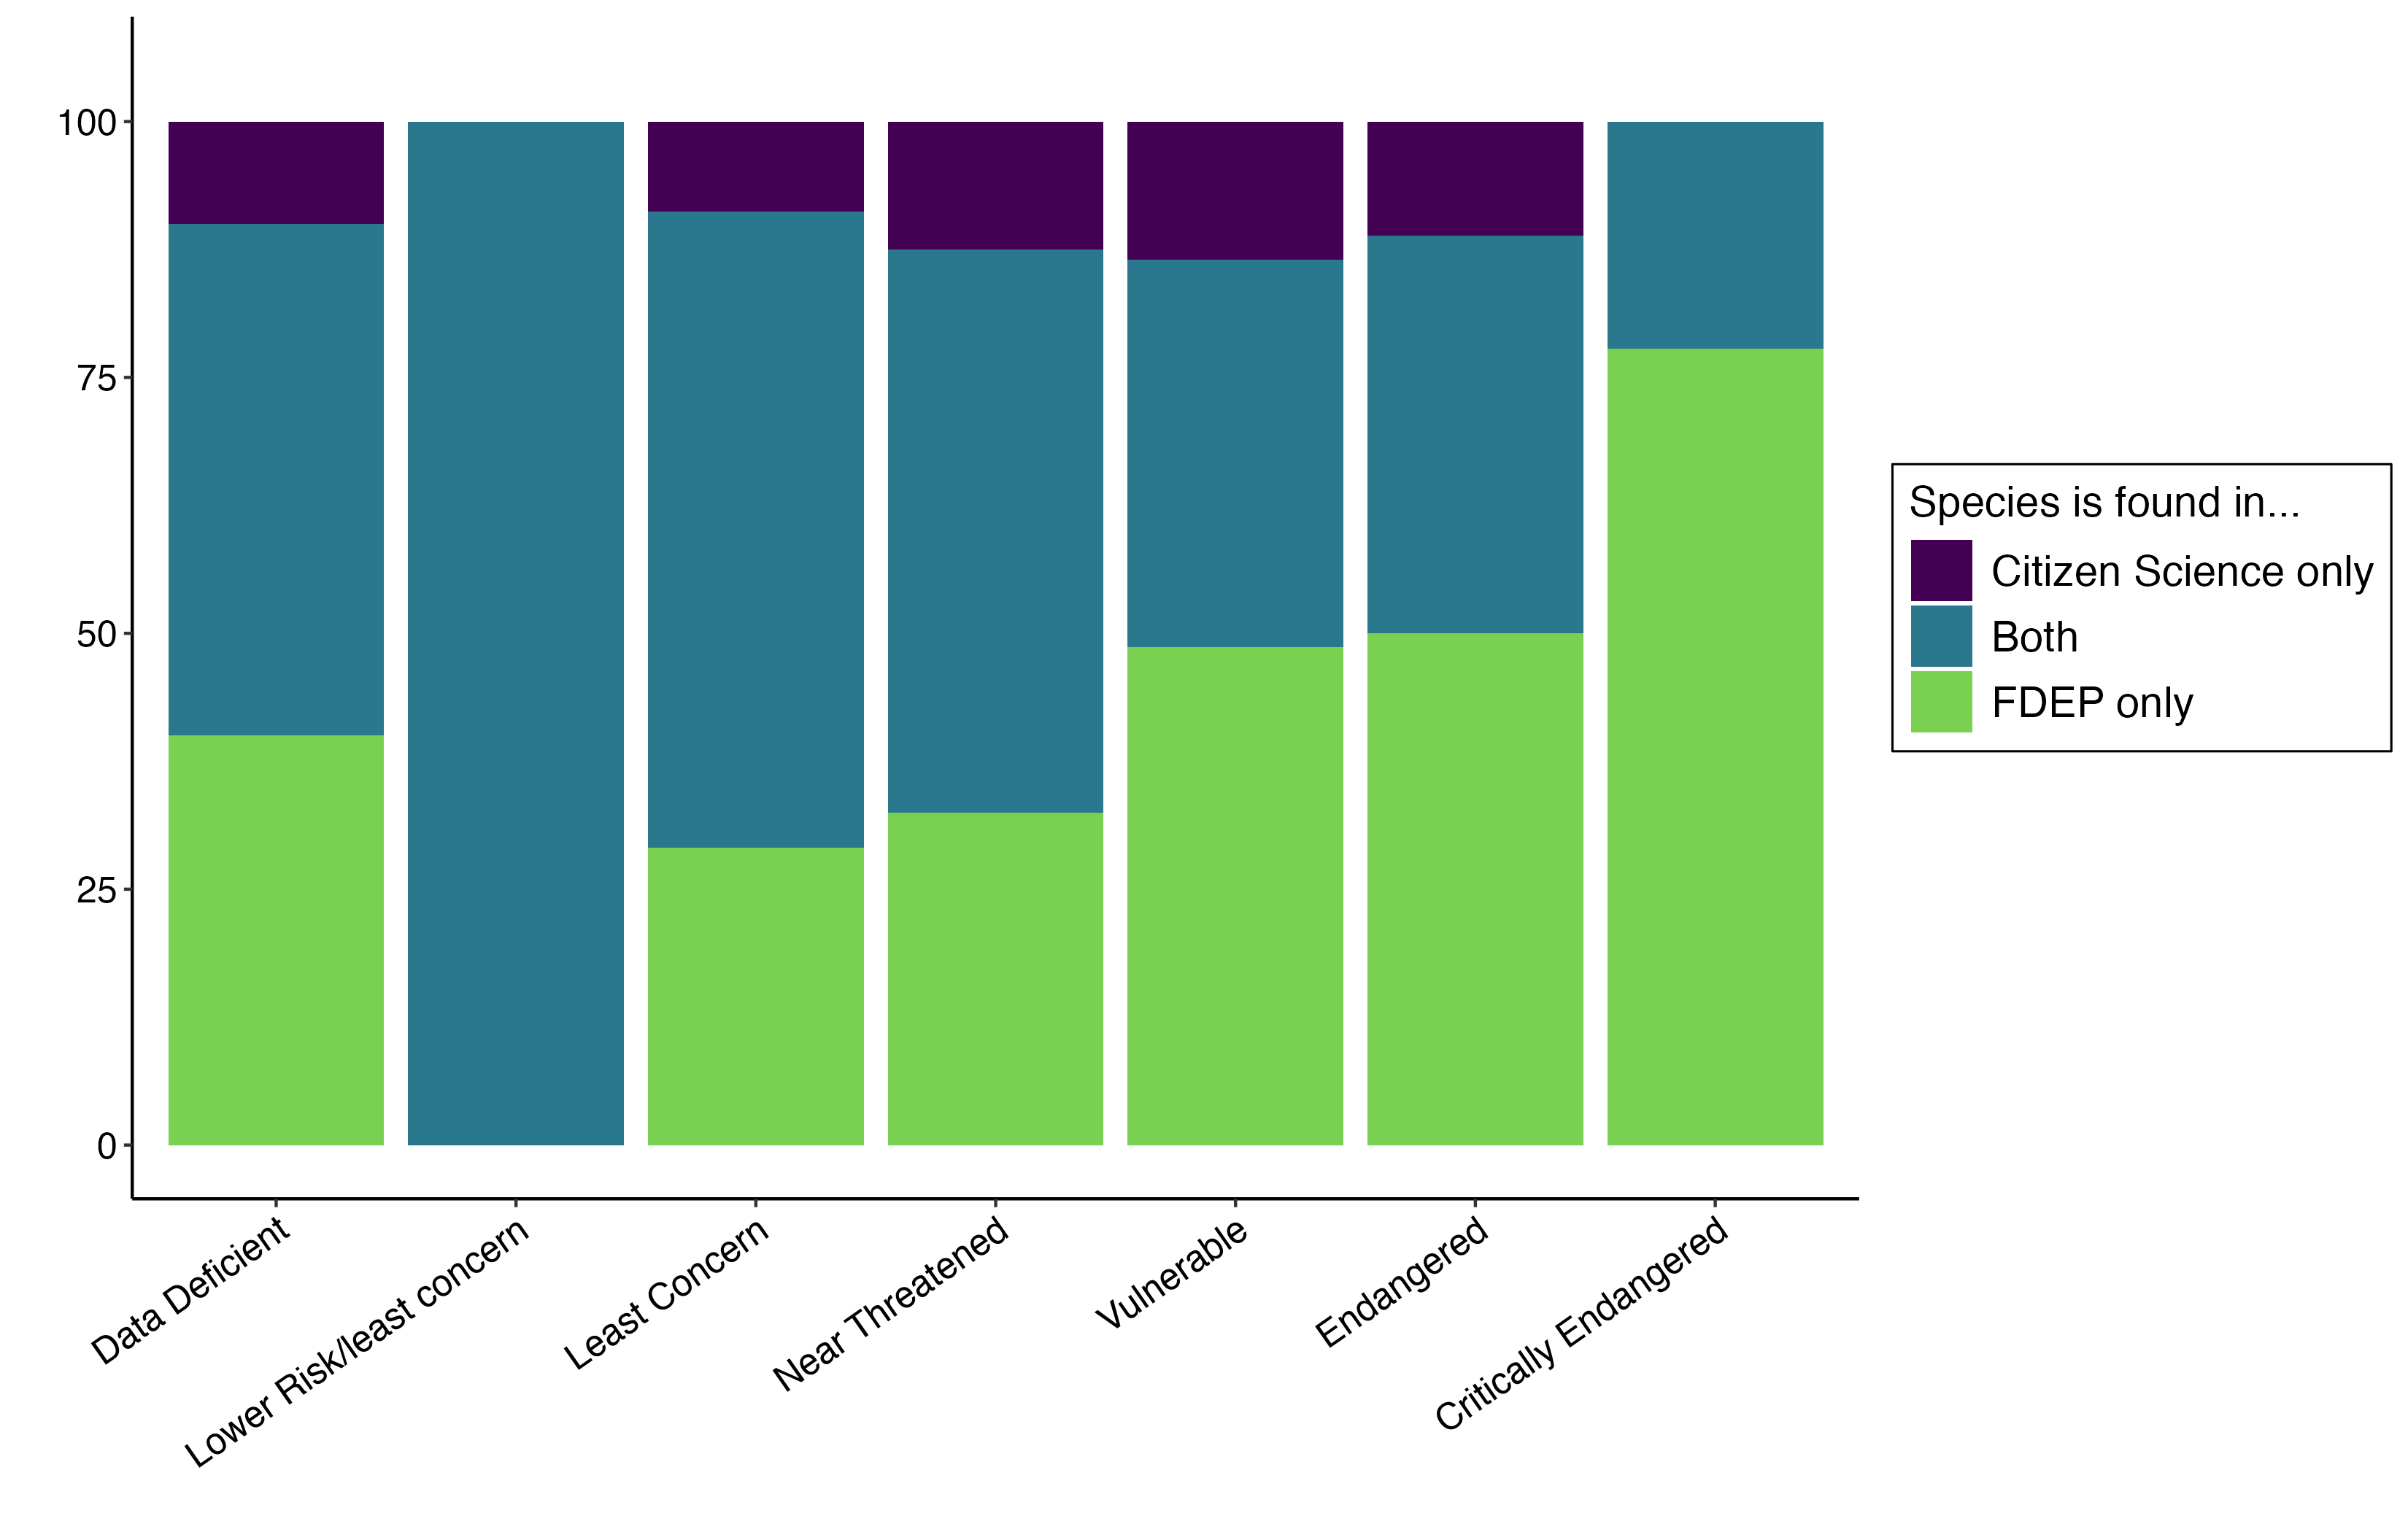 100
75
50
25
0
Data Deficient
Lower Risk/least concern
Least Concern
Near Threatened
Vulnerable
Endangered
Critically Endangered
Species is found in...
Citizen Science only
Both
FDEP only